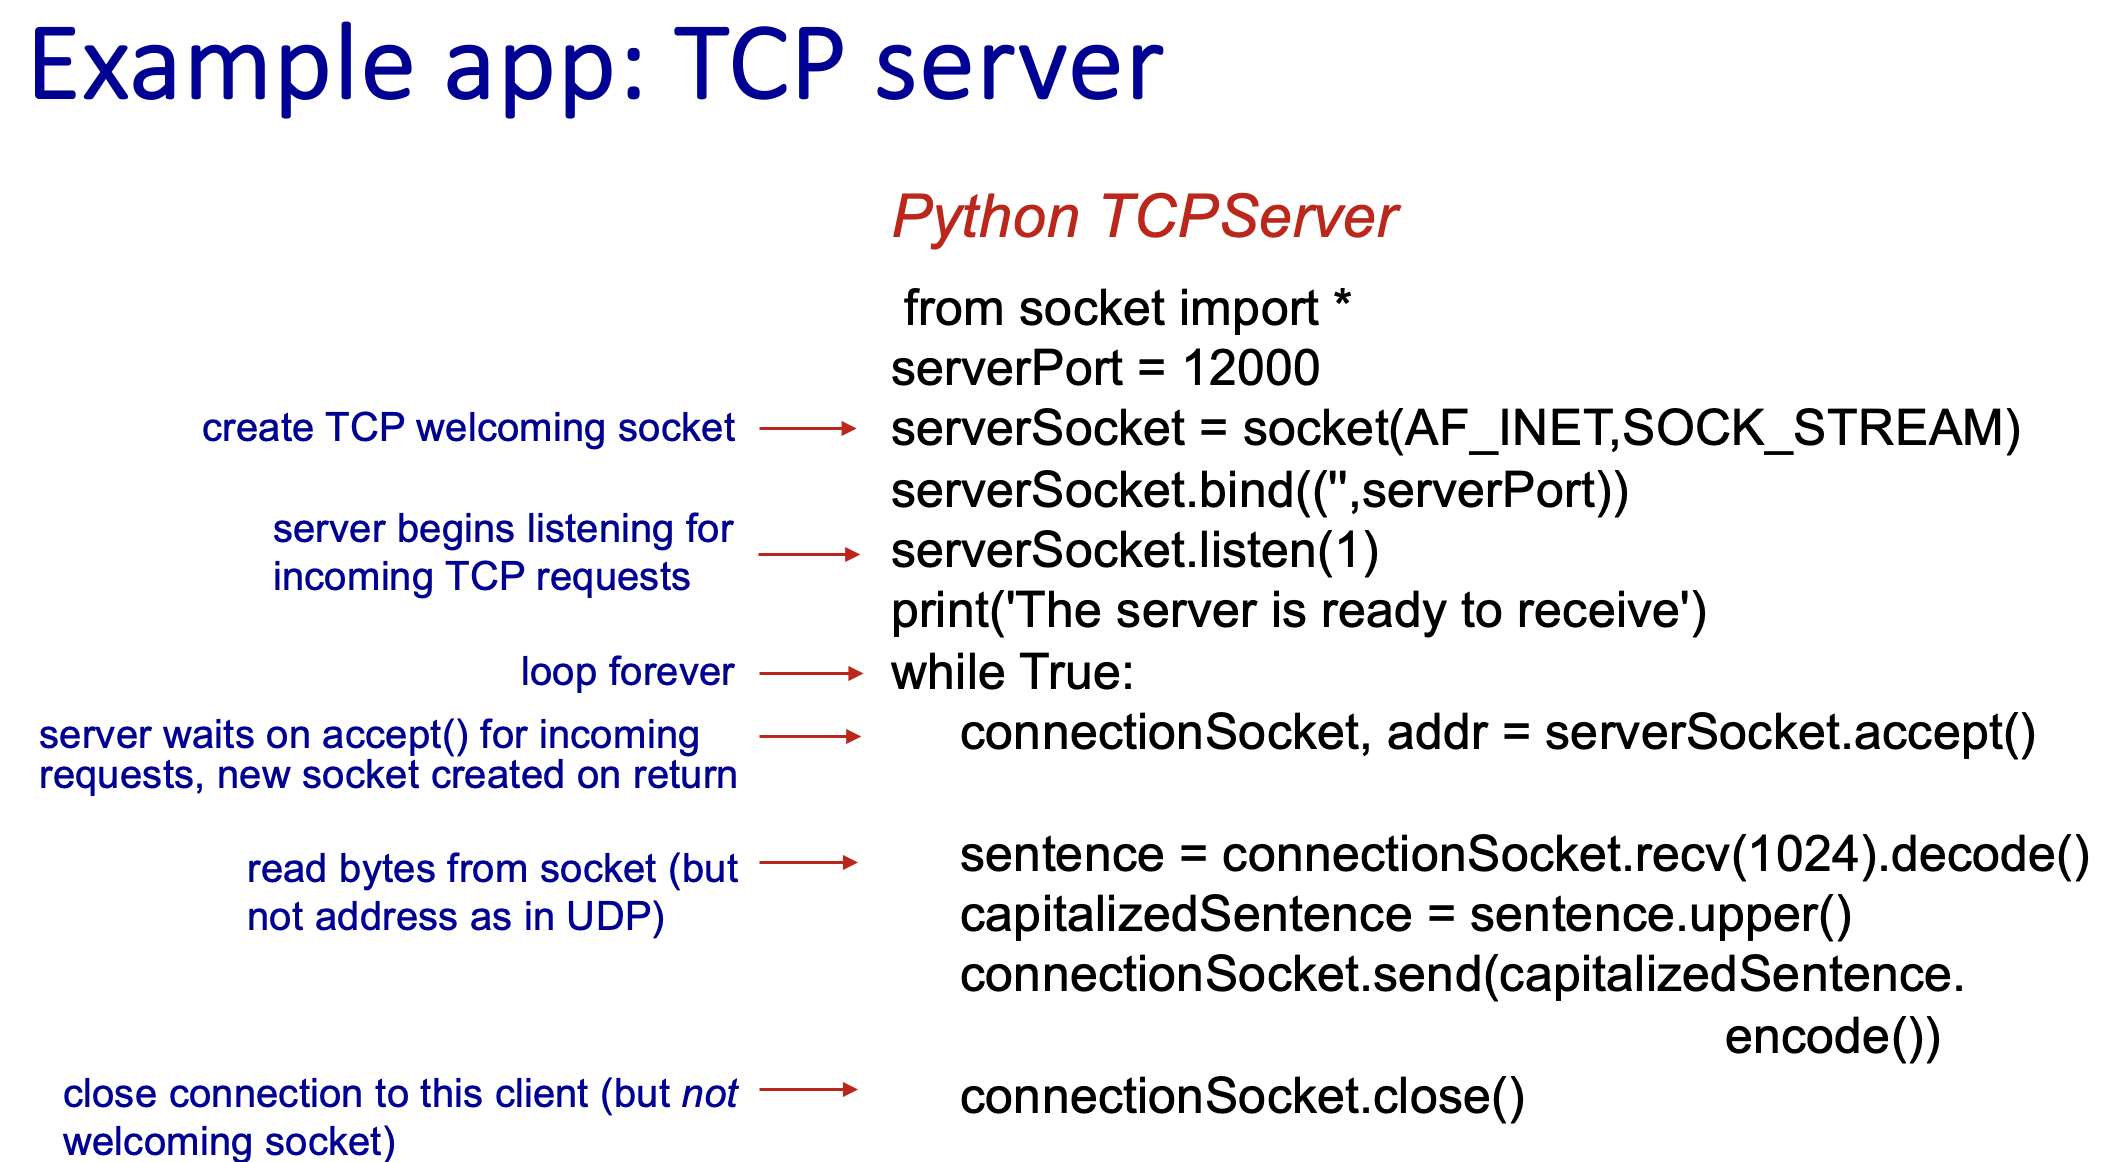 Example app: TCP server
Python TCPServer
from socket import *
serverPort = 12000
create TCP welcoming socket
serverSocket = socket(AF_INET,SOCK_STREAM)
serverSocket.bind(('',serverPort))
server begins listening for
incoming TCP requests
serverSocket.listen(1)
print('The server is ready to receive')
loop forever
while True:
server waits on accept() for incoming
requests, new socket created on return
connectionSocket, addr = serverSocket.accept()
read bytes from socket (but
not address as in UDP)
sentence = connectionSocket.recv(1024).decode()
capitalizedSentence = sentence.upper()
connectionSocket.send(capitalizedSentence.
encode())
close connection to this client (but not
welcoming socket)
connectionSocket.close()